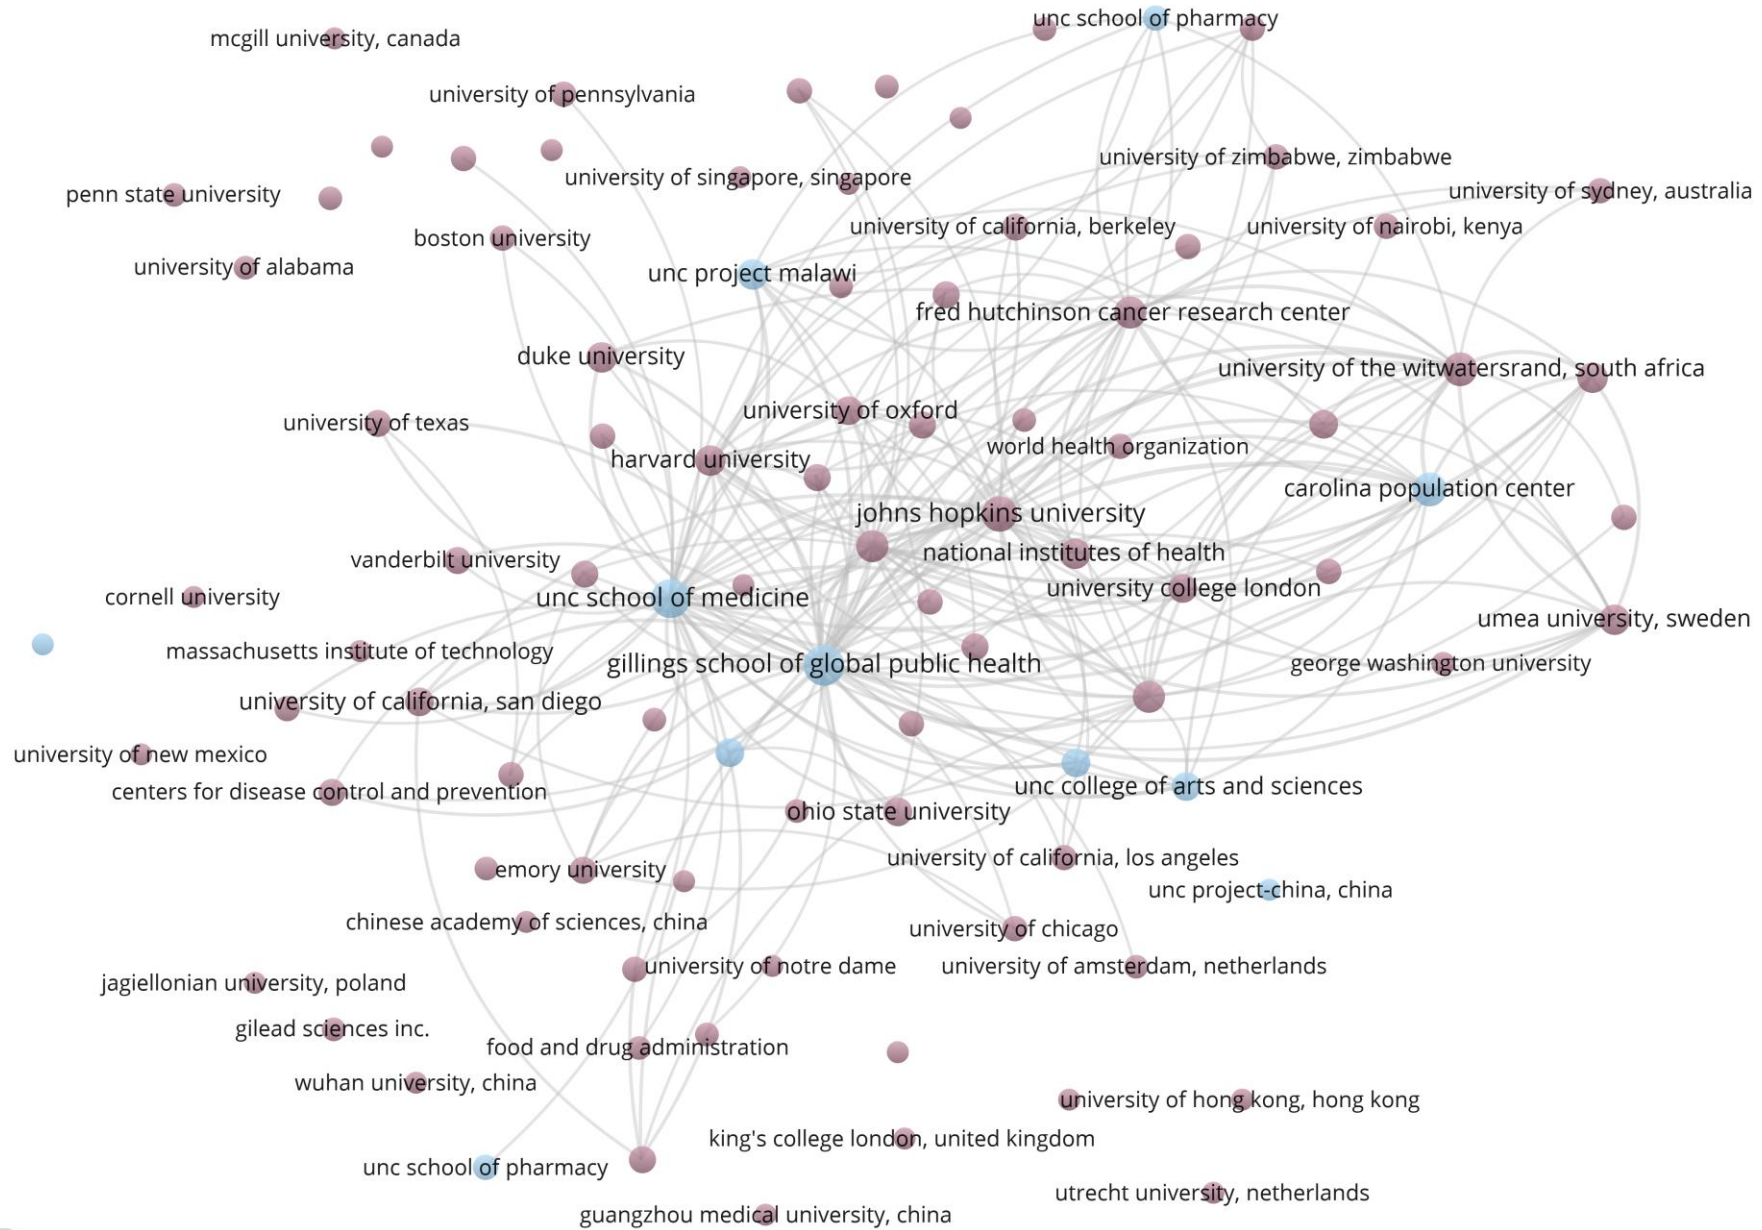 unc school of pharmacy
mcgill university, canada
university of pennsylvania
university of zimbabwe, zimbabwe
university of singapore, singapore
university of sydney, australia
penn state university
university of california, berkeley
university of nairobi, kenya
boston university
university of alabama
unc project malawi
fred hutchinson cancer research center
duke university
university of the witwatersrand, south africa
university of oxford
university of texas
world health organization
harvard university
carolina population center
johns hopkins university
national institutes of health
vanderbilt university
university college london
cornell university
unc school of medicine
umea university, sweden
massachusetts institute of technology
gillings school of global public health
george washington university
university of california, san diego
university of new mexico
unc college of arts and sciences
centers for disease control and prevention
ohio state university
university of california, los angeles
emory university
unc project-china, china
chinese academy of sciences, china
university of chicago
university of notre dame
university of amsterdam, netherlands
jagiellonian university, poland
gilead sciences inc.
food and drug administration
wuhan university, china
university of hong kong, hong kong
king's college london, united kingdom
unc school of pharmacy
utrecht university, netherlands
guangzhou medical university, china